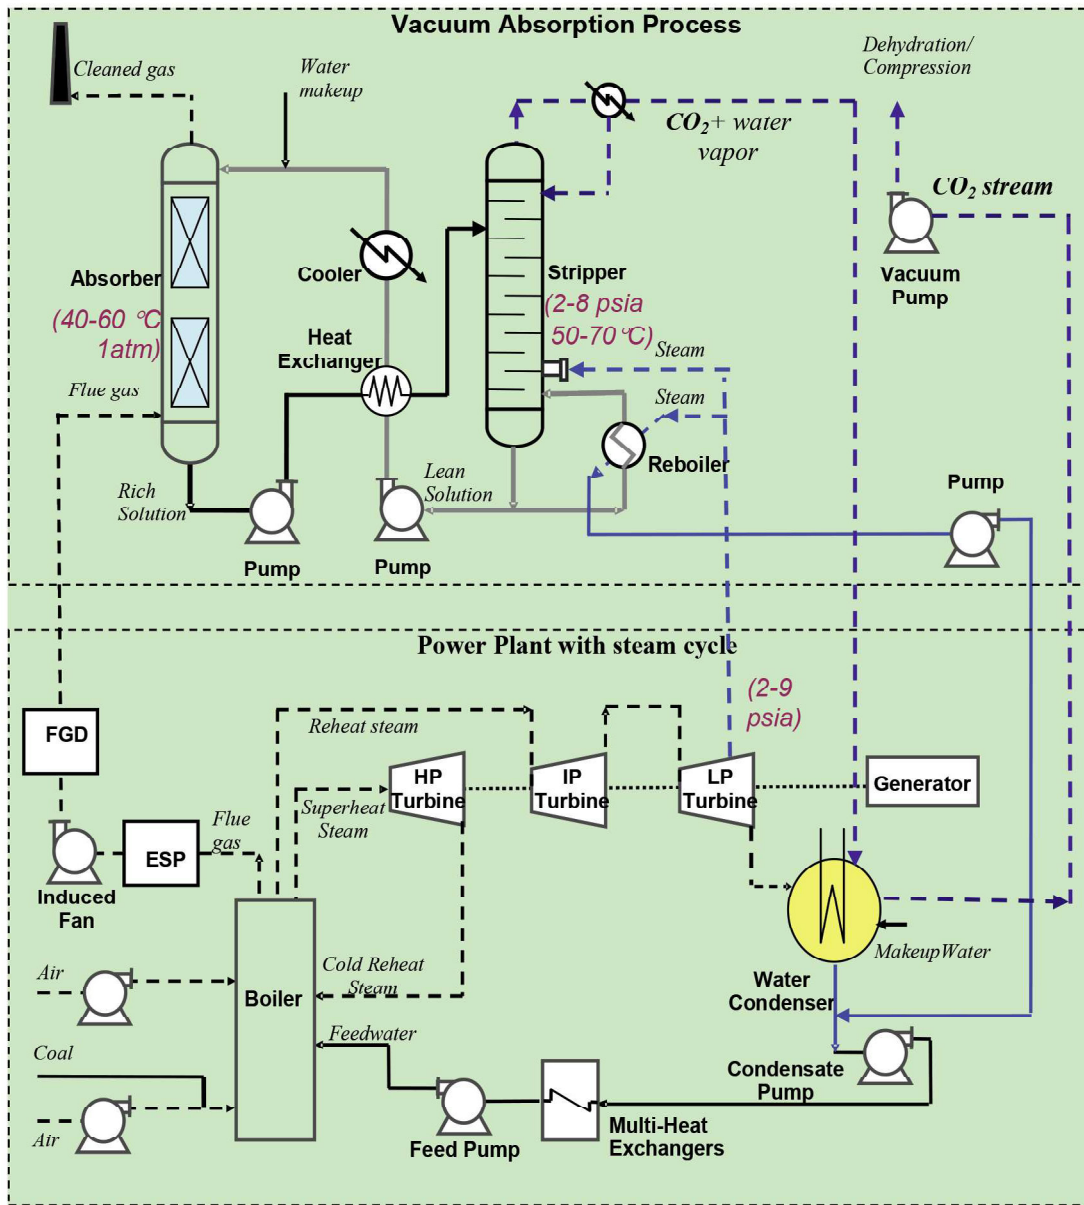 Vacuum Absorption Process
Cleaned gas
Water
makeup
Dehydration/
Compression
CO2+ water
vapor
CO2 stream
Vacuum
Pump
Absorber
(40-60 °C
1atm)
Cooler
Stripper
(2-8 psia
50-70°C)
Heat
Exchanger
Steam
Steam
Flue gas
Reboiler
Rich
Solution
Lean
Solution
Pump
Pump
Pump
Power Plant with steam cycle
(2-9
psia)
FGD
Reheat steam
HP
Turbine
IP
Turbine
LP
Turbine
Generator
Superheat
Steam
Flue
gas
ESP
Induced
Fan
Air
Boiler
Cold Reheat
Steam
MakeupWater
Water
Condenser
Feedwater
Coal
Condensate
Pump
Air
Feed Pump
Multi-Heat
Exchangers